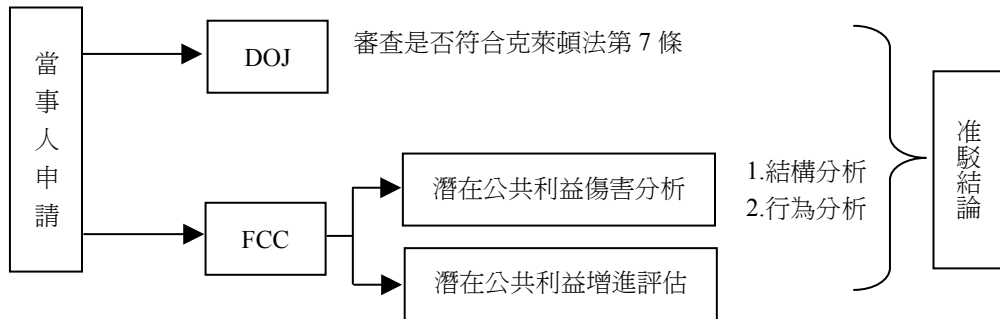 當事人申請
DOJ
審查是否符合克萊頓法第 7 條
FCC
潛在公共利益傷害分析
潛在公共利益增進評估
1.結構分析
2.行為分析
准駁結論